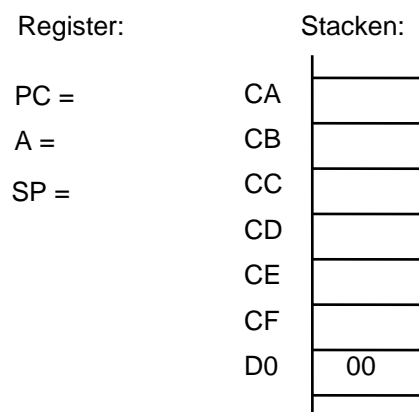 Register: Stacken:
PC = CA
A = CB
SP = CC
CD
CE
CF
D0 00